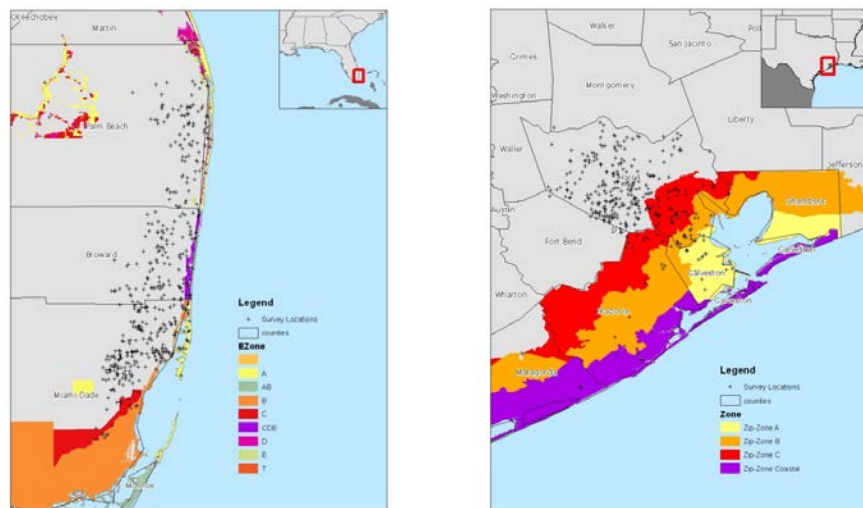 Okeechobee
Martin
Palm Beach
Broward
Miami-Dade
Monroe
Legend
Survey Locations
counties
EZone
A
AB
B
C
CDE
D
E
T
Walker
Walker
San Jacinto
Grimes
Montgomery
Washington
Liberty
Waller
Harris
Jefferson
Austin
Chambers
Fort Bend
Galveston
Galveston
Galveston
Wharton
Brazoria
Matagorda
Legend
Survey Locations
counties
Zone
Zip-Zone A
Zip-Zone B
Zip-Zone C
Zip-Zone Coastal